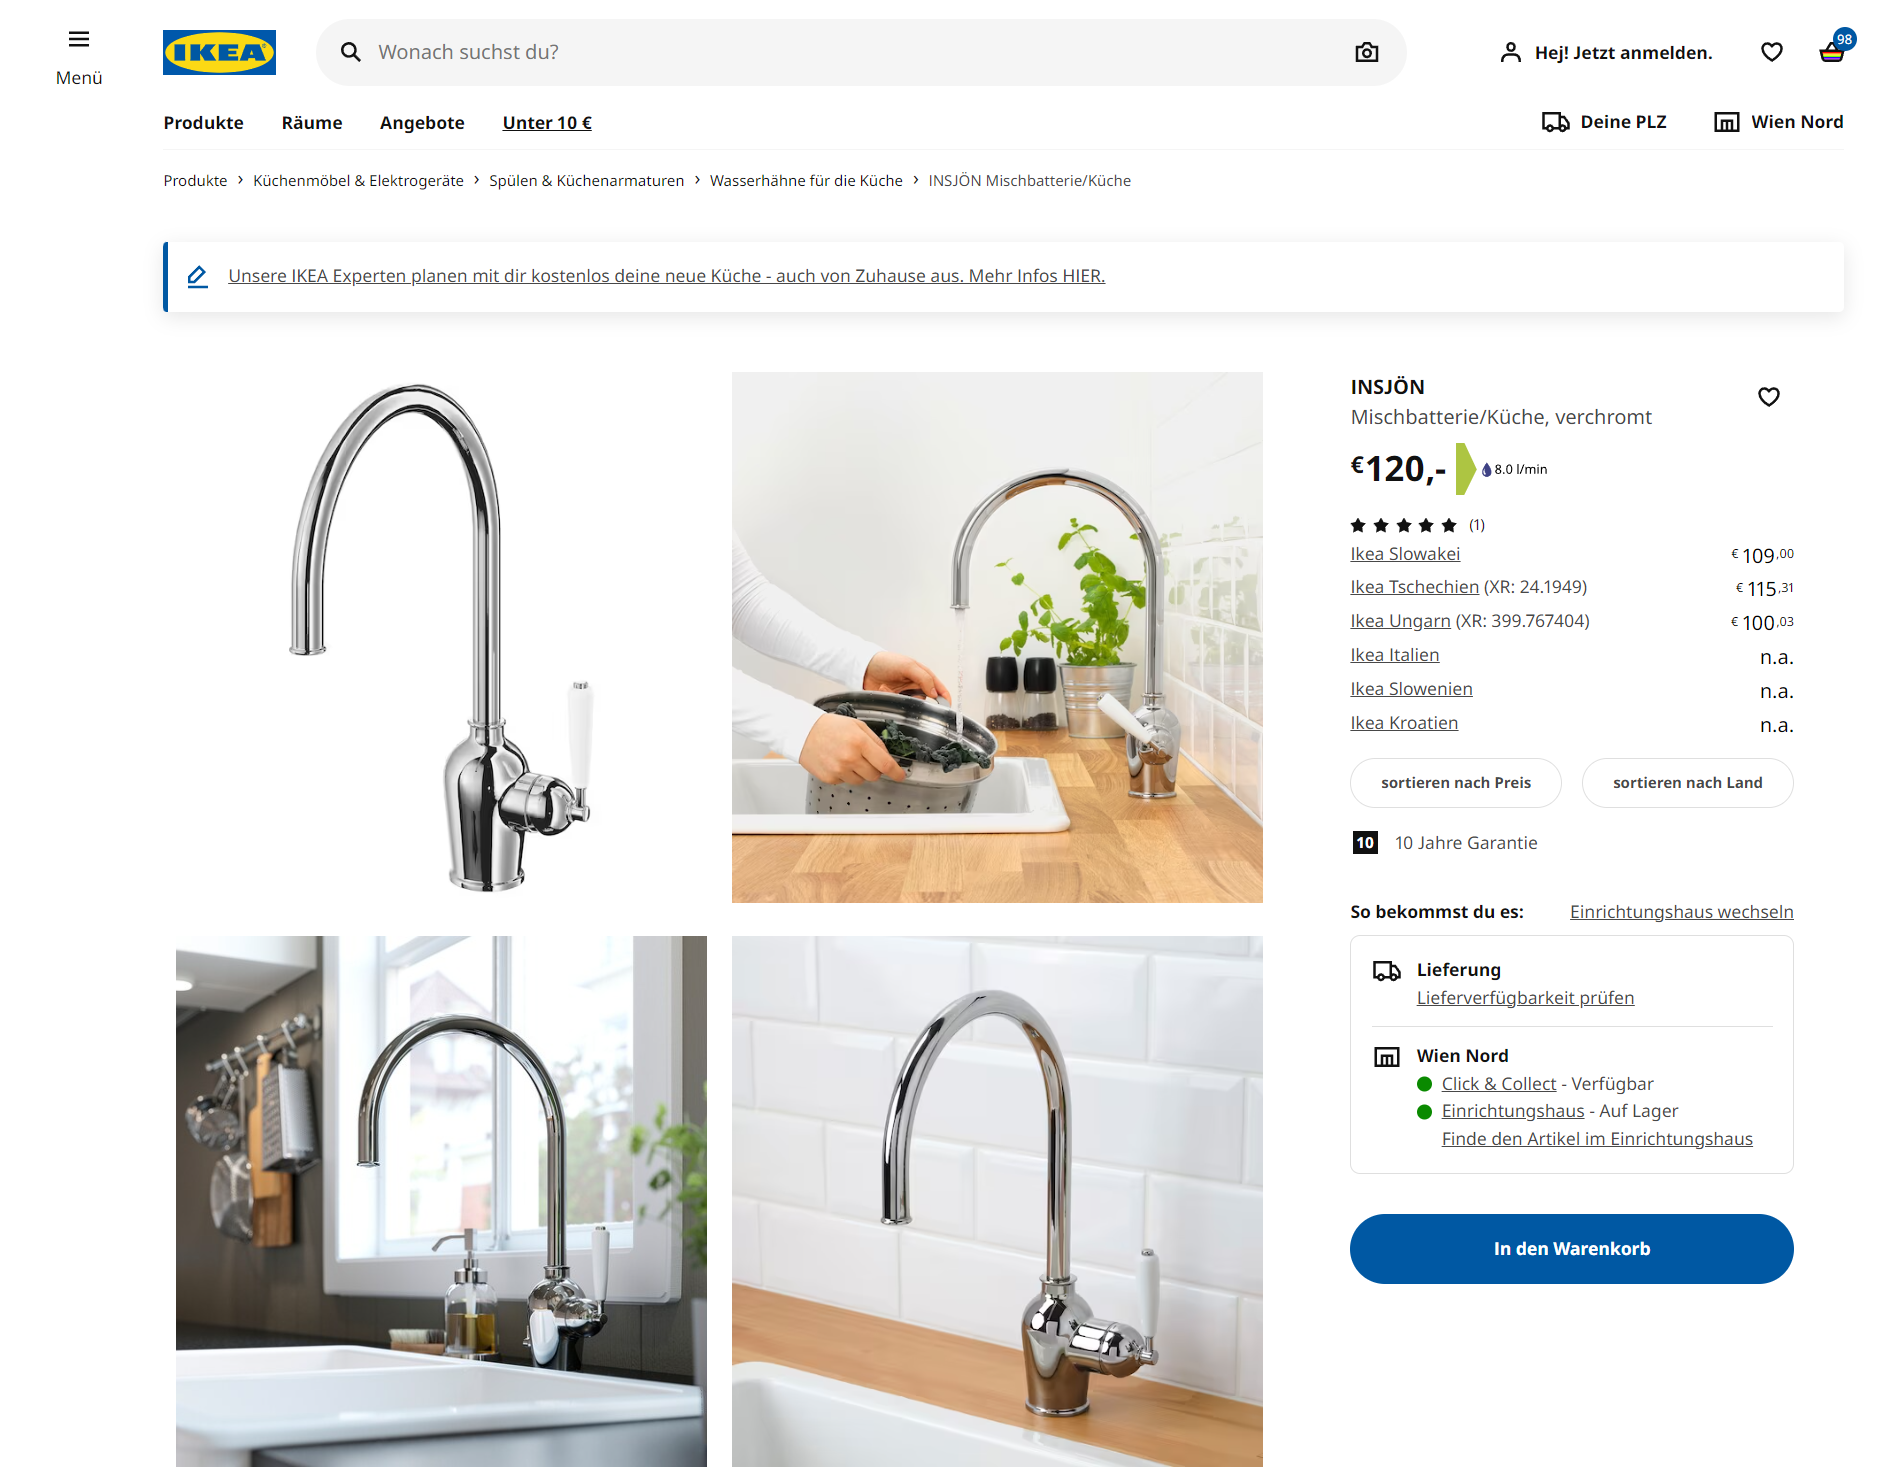 Menü
IKEA
Wonach suchst du?
Hej! Jetzt anmelden.
98
Produkte
Räume
Angebote
Unter 10 €
Deine PLZ
Wien Nord
Produkte › Küchenmöbel & Elektrogeräte › Spülen & Küchenarmaturen › Wasserhähne für die Küche › INSJÖN Mischbatterie/Küche
Unsere IKEA Experten planen mit dir kostenlos deine neue Küche - auch von Zuhause aus. Mehr Infos HIER.
INSJÖN
Mischbatterie/Küche, verchromt
€120,- 8.0 l/min
(1)
Ikea Slowakei € 109,00
Ikea Tschechien (XR: 24.1949) € 115,31
Ikea Ungarn (XR: 399.767404) € 100,03
Ikea Italien n.a.
Ikea Slowenien n.a.
Ikea Kroatien n.a.
sortieren nach Preis
sortieren nach Land
10 10 Jahre Garantie
So bekommst du es: Einrichtungshaus wechseln
Lieferung
Lieferverfügbarkeit prüfen
Wien Nord
Click & Collect - Verfügbar
Einrichtungshaus - Auf Lager
Finde den Artikel im Einrichtungshaus
In den Warenkorb